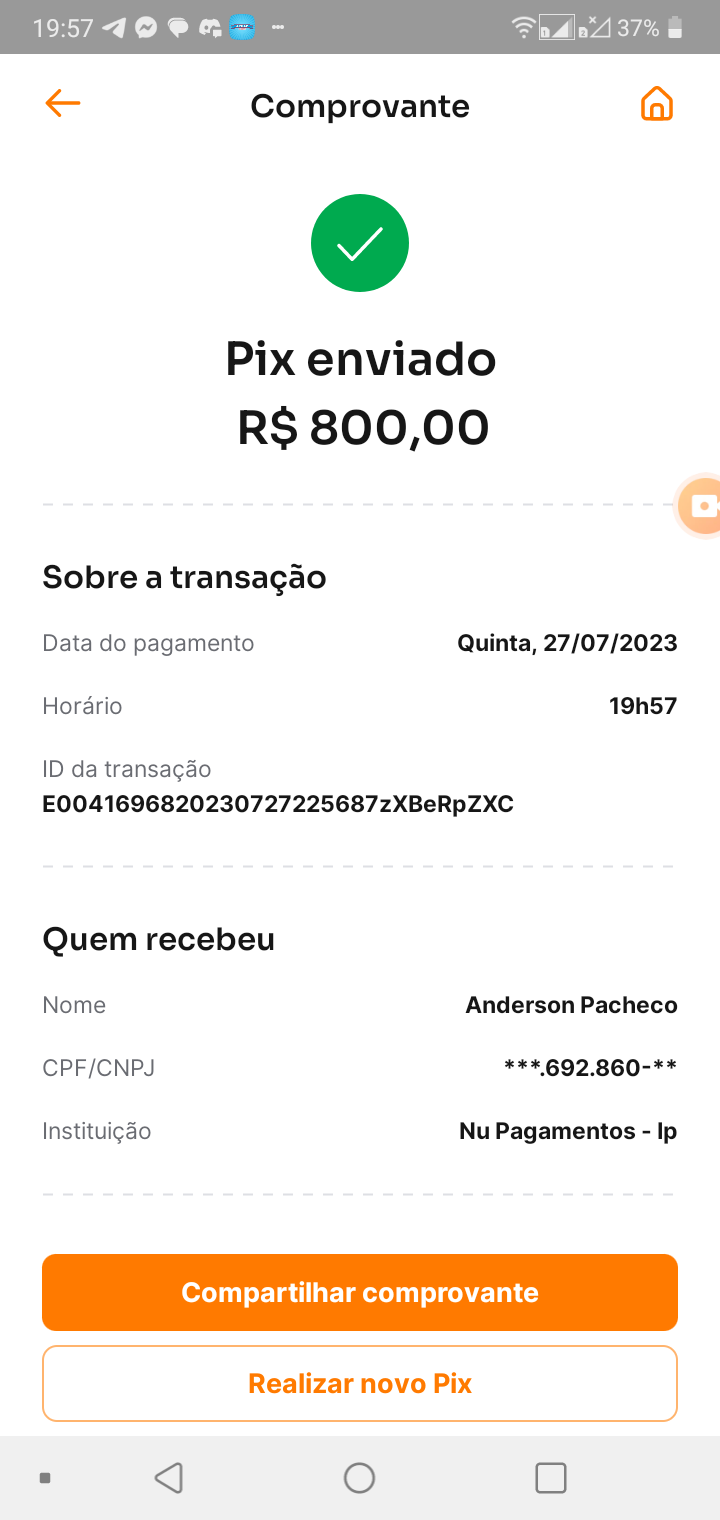 19:57 37%
Comprovante
Pix enviado
R$ 800,00
Sobre a transação
Data do pagamento Quinta, 27/07/2023
Horário 19h57
ID da transação
E0041696820230727225687zXBeRpZXC
Quem recebeu
Nome Anderson Pacheco
CPF/CNPJ ***.692.860-**
Instituição Nu Pagamentos - Ip
Compartilhar comprovante
Realizar novo Pix